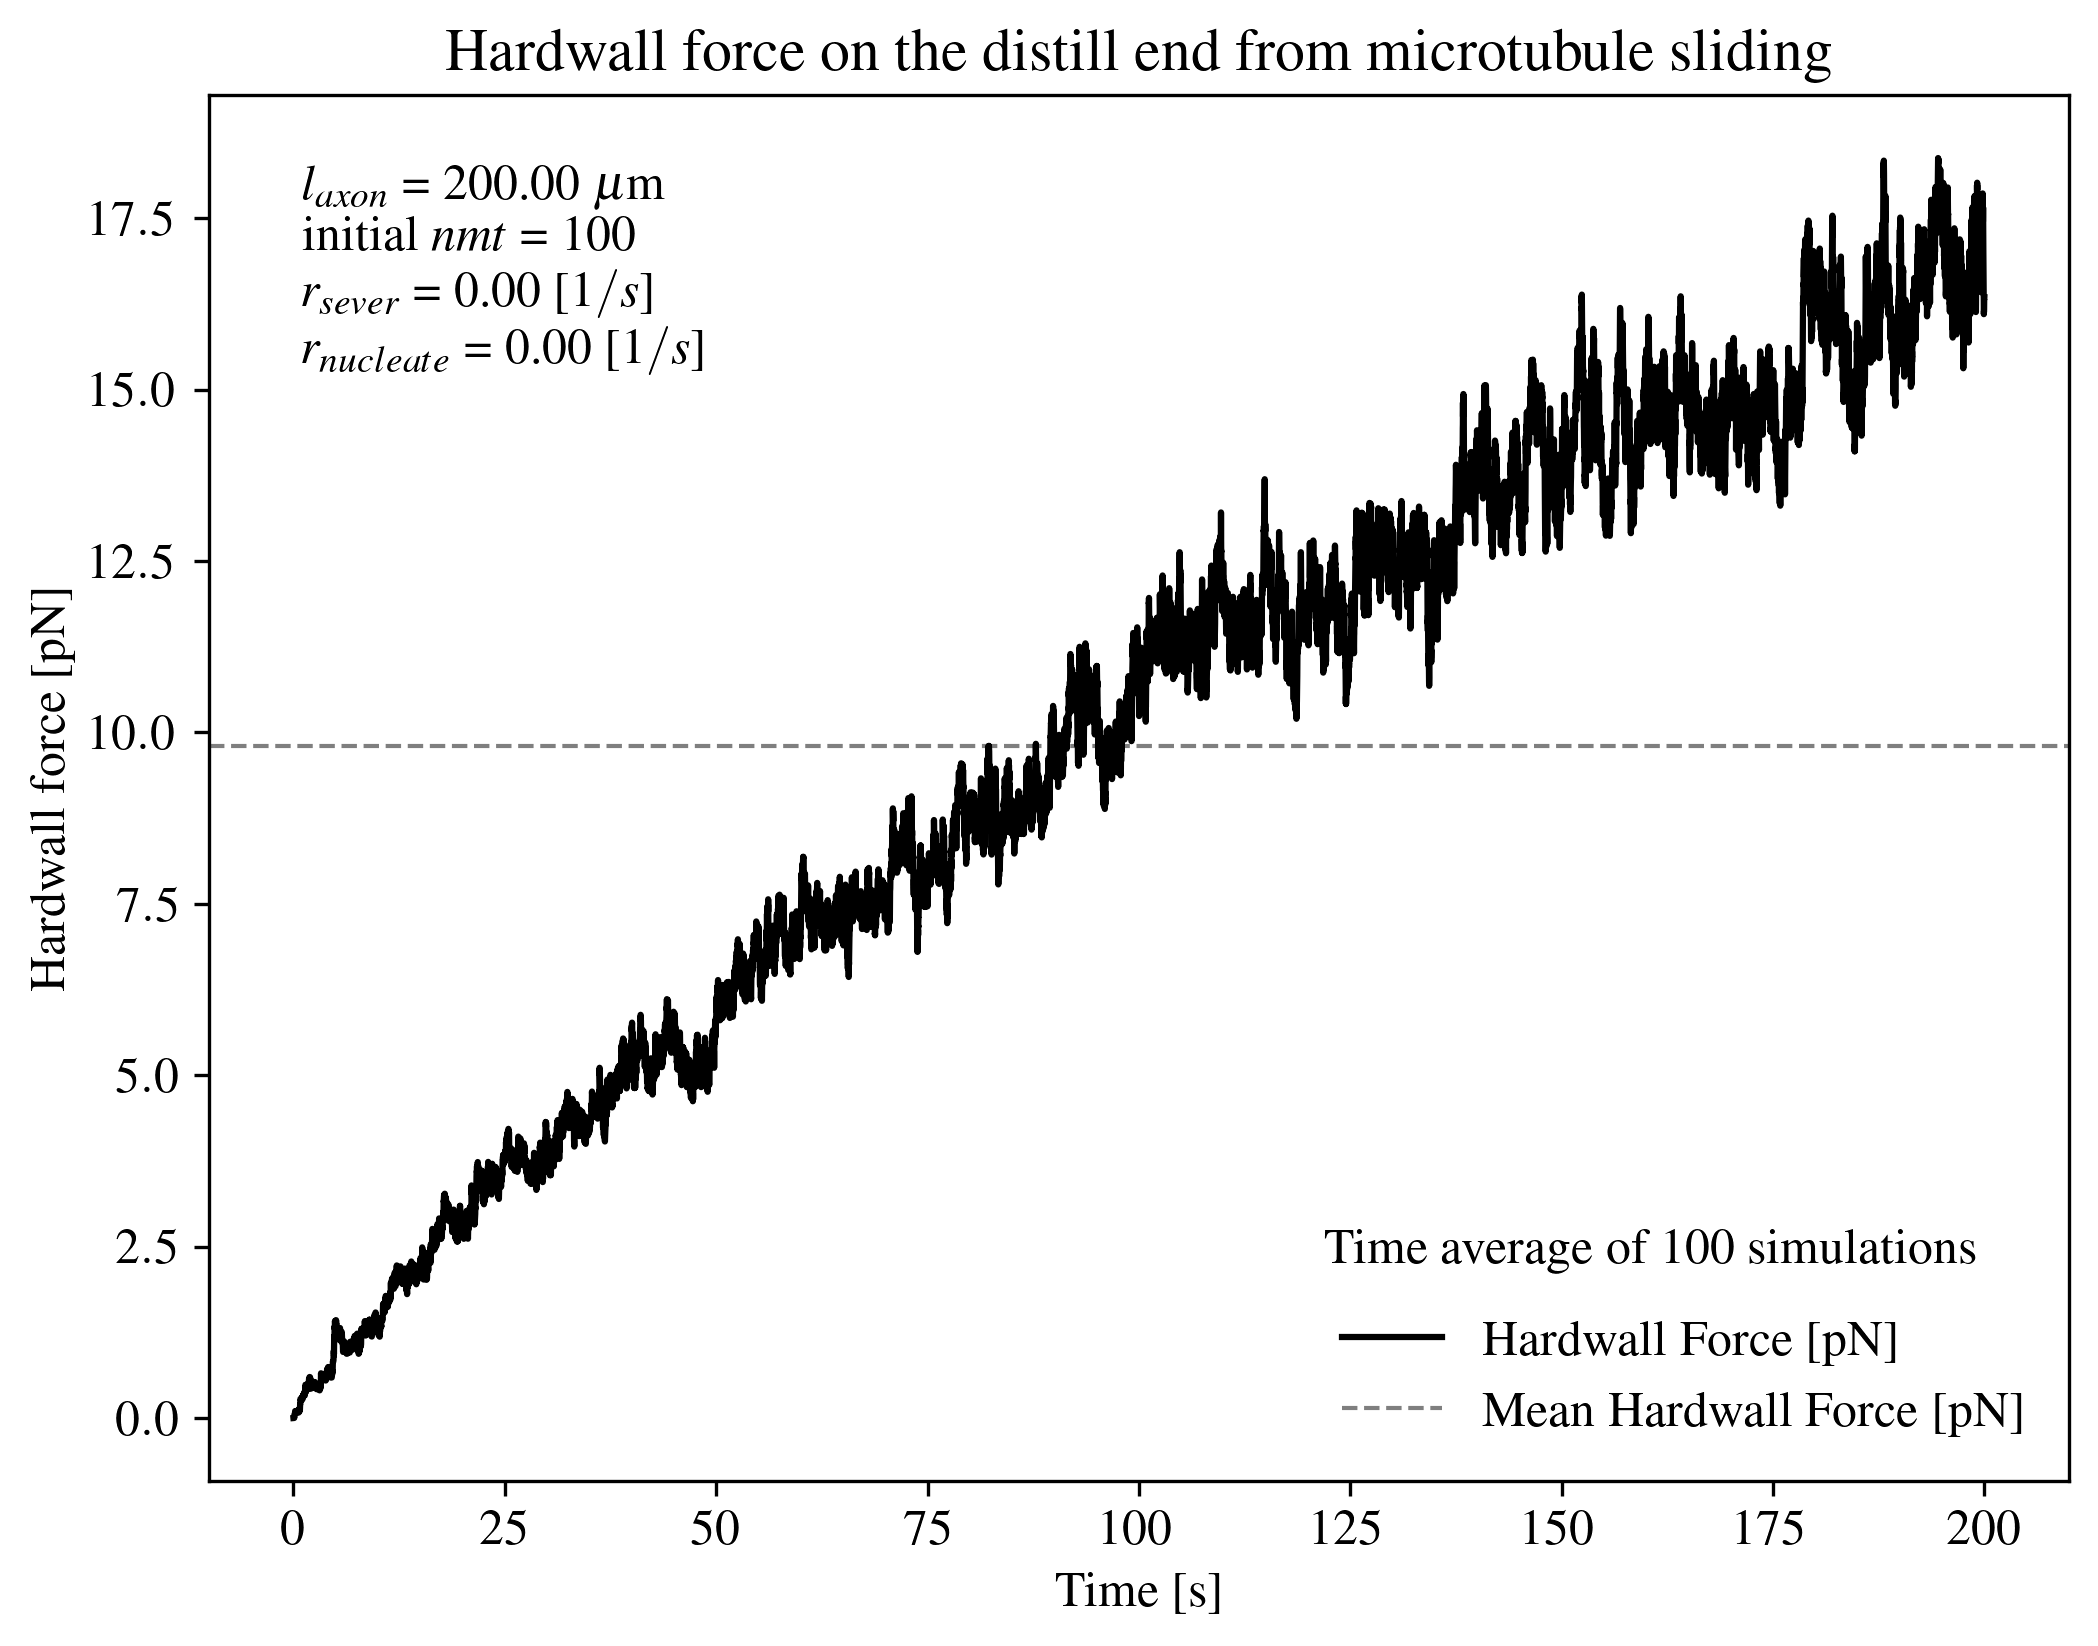 Hardwall force on the distill end from microtubule sliding
l_axon = 200.00 μm
initial nmt = 100
r_sever = 0.00 [1/s]
r_nucleate = 0.00 [1/s]
17.5
15.0
12.5
10.0
7.5
5.0
2.5
0.0
Hardwall force [pN]
Time average of 100 simulations
Hardwall Force [pN]
Mean Hardwall Force [pN]
0 25 50 75 100 125 150 175 200
Time [s]